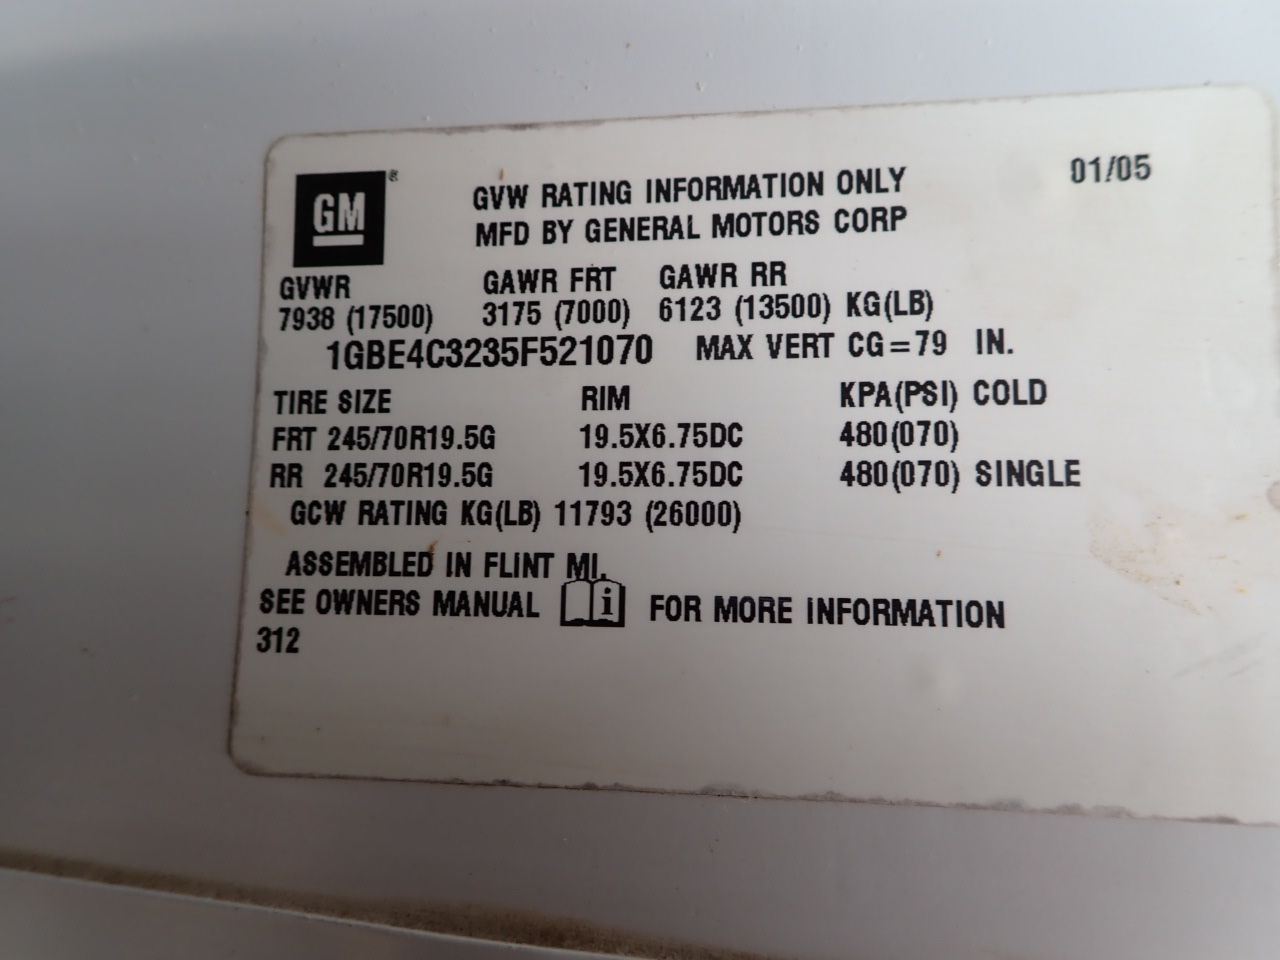 GM®
GVW RATING INFORMATION ONLY 01/05
MFD BY GENERAL MOTORS CORP
GVWR GAWR FRT GAWR RR
7938 (17500) 3175 (7000) 6123 (13500) KG(LB)
1GBE4C3235F521070 MAX VERT CG=79 IN.
TIRE SIZE RIM KPA(PSI) COLD
FRT 245/70R19.5G 19.5X6.75DC 480(070)
RR 245/70R19.5G 19.5X6.75DC 480(070) SINGLE
GCW RATING KG(LB) 11793 (26000)
ASSEMBLED IN FLINT MI.
SEE OWNERS MANUAL i FOR MORE INFORMATION
312